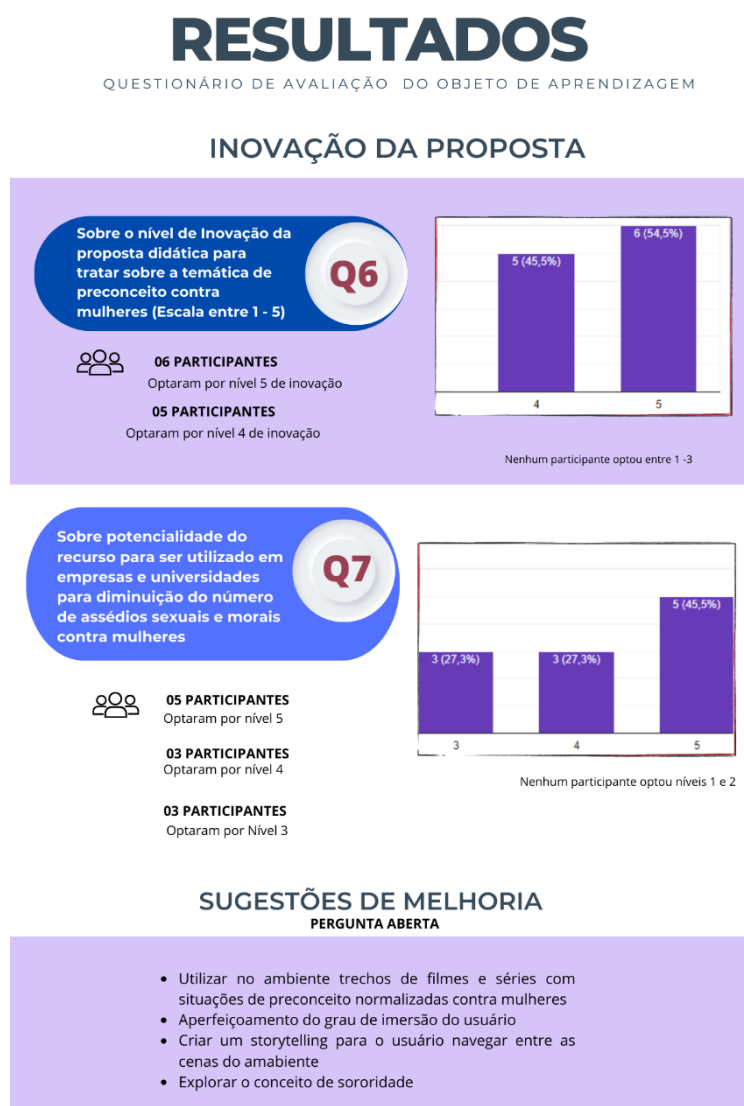 RESULTADOS
QUESTIONÁRIO DE AVALIAÇÃO DO OBJETO DE APRENDIZAGEM
INOVAÇÃO DA PROPOSTA
Sobre o nível de Inovação da
proposta didática para
tratar sobre a temática de
preconceito contra
mulheres (Escala entre 1 - 5)
Q6
06 PARTICIPANTES
Optaram por nível 5 de inovação
05 PARTICIPANTES
Optaram por nível 4 de inovação
5 (45,5%)
6 (54,5%)
4
5
Nenhum participante optou entre 1 -3
Sobre potencialidade do
recurso para ser utilizado em
empresas e universidades
para diminuição do número
de assédios sexuais e morais
contra mulheres
Q7
05 PARTICIPANTES
Optaram por nível 5
03 PARTICIPANTES
Optaram por nível 4
03 PARTICIPANTES
Optaram por Nível 3
3 (27,3%)
3 (27,3%)
5 (45,5%)
3
4
5
Nenhum participante optou níveis 1 e 2
SUGESTÕES DE MELHORIA
PERGUNTA ABERTA
• Utilizar no ambiente trechos de filmes e séries com
situações de preconceito normalizadas contra mulheres
• Aperfeiçoamento do grau de imersão do usuário
• Criar um storytelling para o usuário navegar entre as
cenas do amabiente
• Explorar o conceito de sororidade